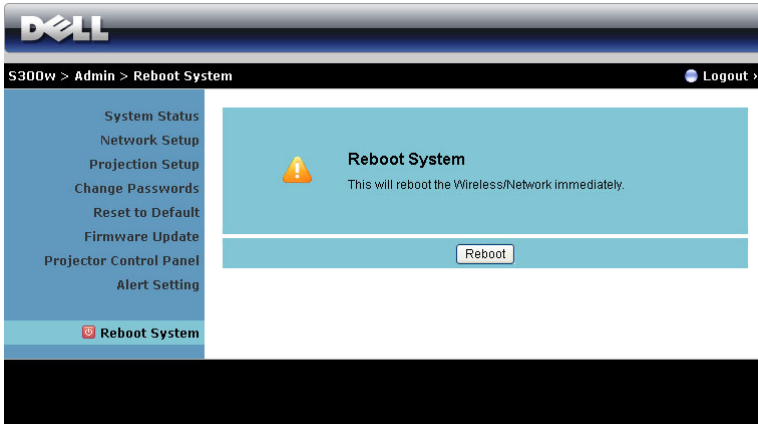 DELL
S300w > Admin > Reboot System
Logout ›
System Status
Network Setup
Projection Setup
Change Passwords
Reset to Default
Firmware Update
Projector Control Panel
Alert Setting
Reboot System
Reboot System
This will reboot the Wireless/Network immediately.
Reboot